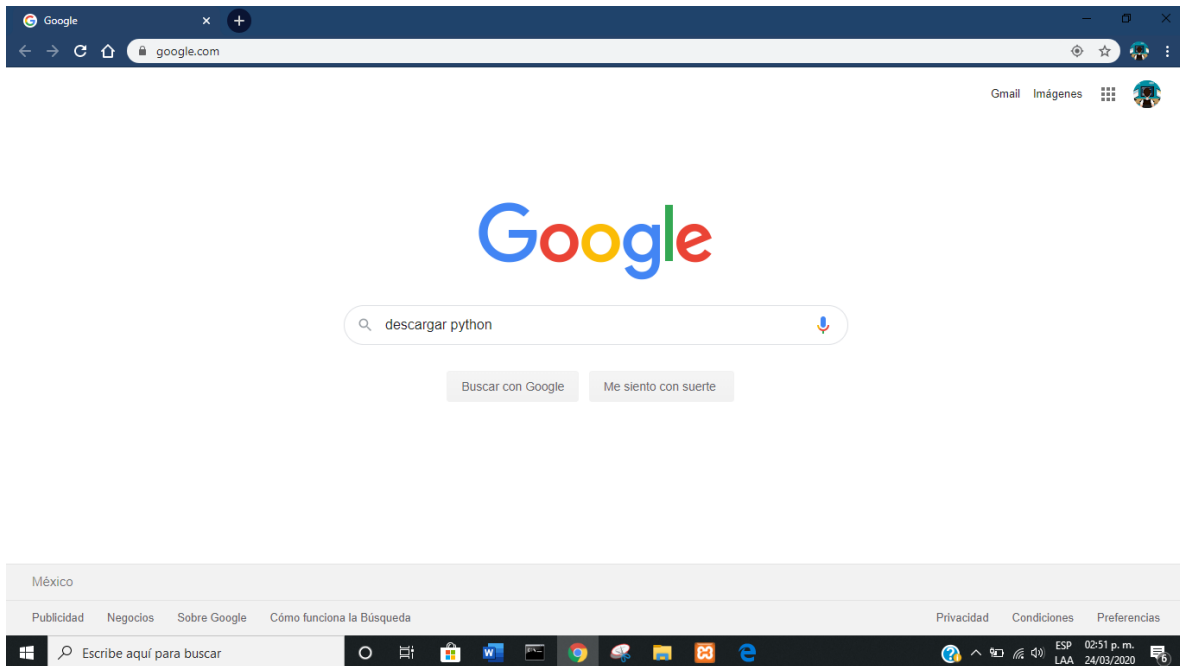 Google
google.com
Gmail Imágenes
Google
descargar python
Buscar con Google Me siento con suerte
México
Publicidad Negocios Sobre Google Cómo funciona la Búsqueda Privacidad Condiciones Preferencias
Escribe aquí para buscar
ESP 02:51 p. m.
LAA 24/03/2020
6